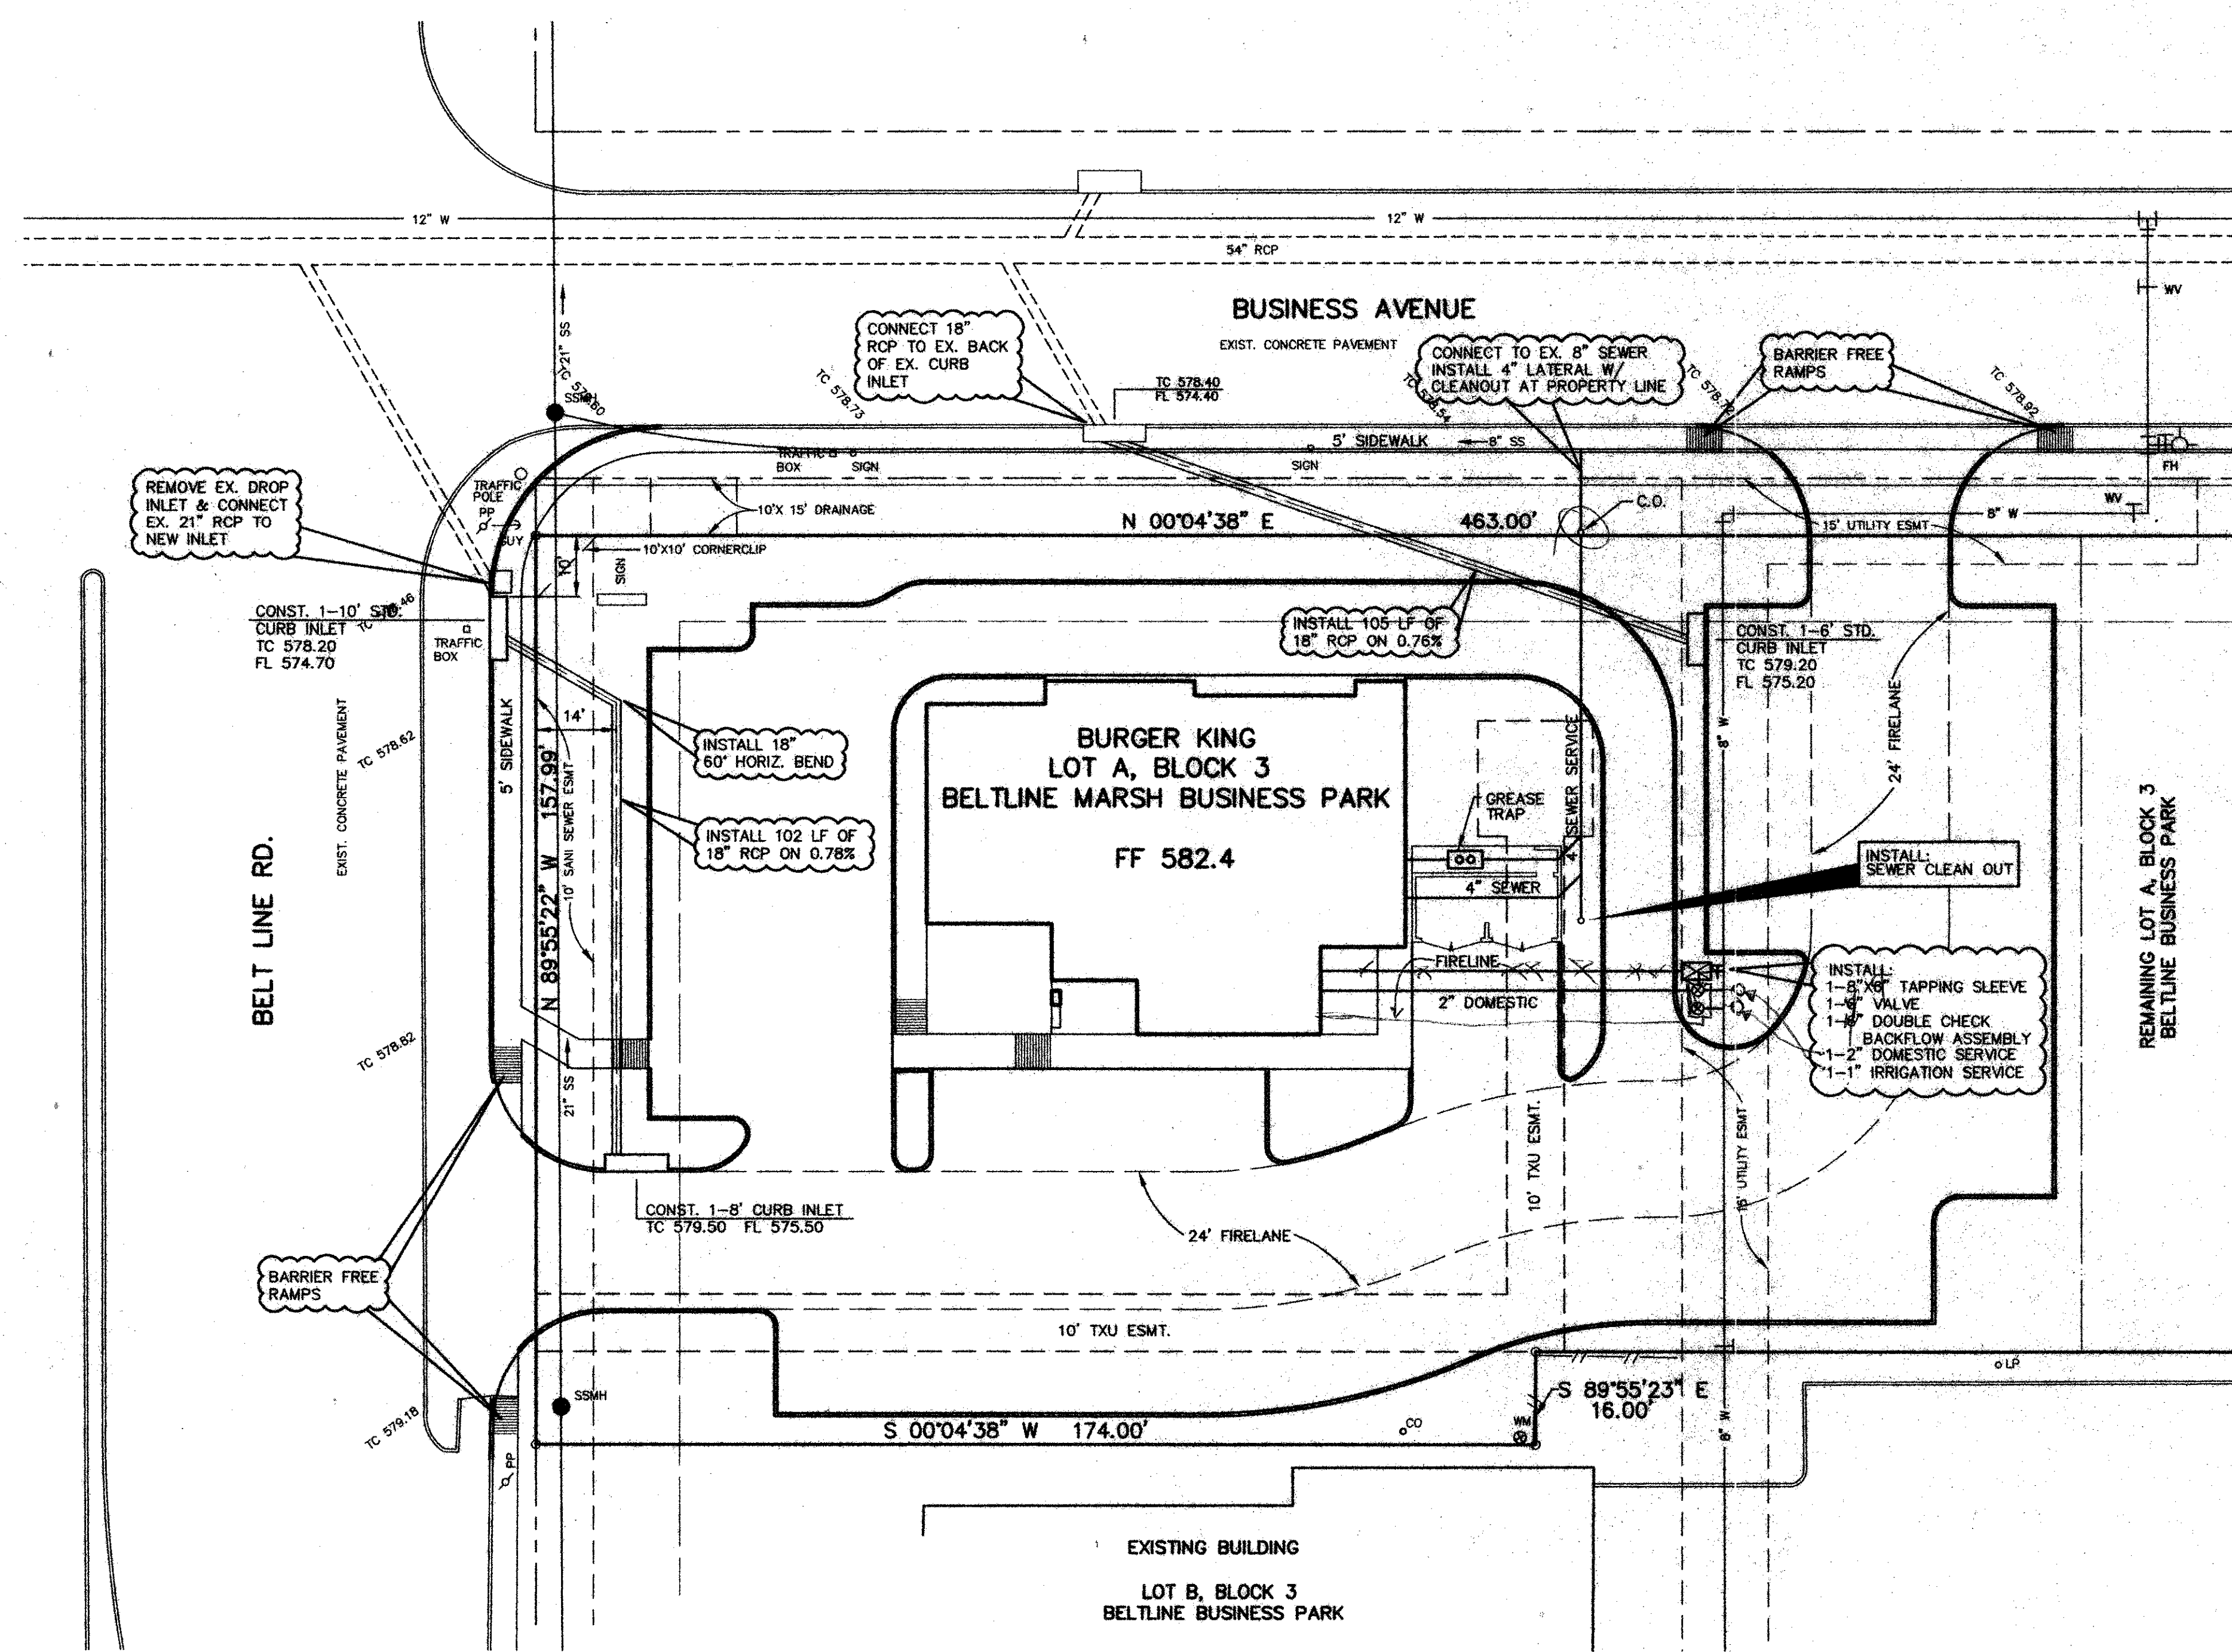 12" W
12" W
54" RCP
BUSINESS AVENUE
EXIST. CONCRETE PAVEMENT
WV
21" SS
CONNECT 18"
RCP TO EX. BACK
OF EX. CURB
INLET
TC 578.40
FL 574.40
CONNECT TO EX. 8" SEWER
INSTALL 4" LATERAL W/
CLEANOUT AT PROPERTY LINE
BARRIER FREE
RAMPS
TC 578.73
TC 578.92
SSMH
5' SIDEWALK
8" SS
FH
TRAFFIC
BOX
SIGN
SIGN
REMOVE EX. DROP
INLET & CONNECT
EX. 21" RCP TO
NEW INLET
TRAFFIC
POLE
PP
GUY
10'X 15' DRAINAGE
N 00°04'38" E
463.00'
C.O.
WV
8" W
15' UTILITY ESMT
10'X10' CORNERCLIP
10'
SIGN
CONST. 1-10' STD.
CURB INLET
TC 578.20
FL 574.70
TRAFFIC
BOX
INSTALL 105 LF OF
18" RCP ON 0.76%
CONST. 1-6' STD.
CURB INLET
TC 579.20
FL 575.20
24' FIRELANE
8" W
EXIST. CONCRETE PAVEMENT
TC 578.62
5' SIDEWALK
14'
N 89°55'22" W 157.99'
10' SANI SEWER ESMT
INSTALL 18"
60° HORIZ. BEND
INSTALL 102 LF OF
18" RCP ON 0.78%
BURGER KING
LOT A, BLOCK 3
BELTLINE MARSH BUSINESS PARK
FF 582.4
4" SEWER SERVICE
GREASE
TRAP
4" SEWER
INSTALL:
SEWER CLEAN OUT
REMAINING LOT A, BLOCK 3
BELTLINE BUSINESS PARK
BELT LINE RD.
FIRELINE
2" DOMESTIC
INSTALL:
TAPPING SLEEVE
VALVE
DOUBLE CHECK
BACKFLOW ASSEMBLY
1-2" DOMESTIC SERVICE
1-1" IRRIGATION SERVICE
TC 578.82
21" SS
10' TXU ESMT.
15' UTILITY ESMT
CONST. 1-8' CURB INLET
TC 579.50 FL 575.50
24' FIRELANE
BARRIER FREE
RAMPS
10' TXU ESMT.
LP
SSMH
TC 579.18
S 00°04'38" W 174.00'
CO
WM
S 89°55'23" E
16.00'
8" W
PP
EXISTING BUILDING
LOT B, BLOCK 3
BELTLINE BUSINESS PARK